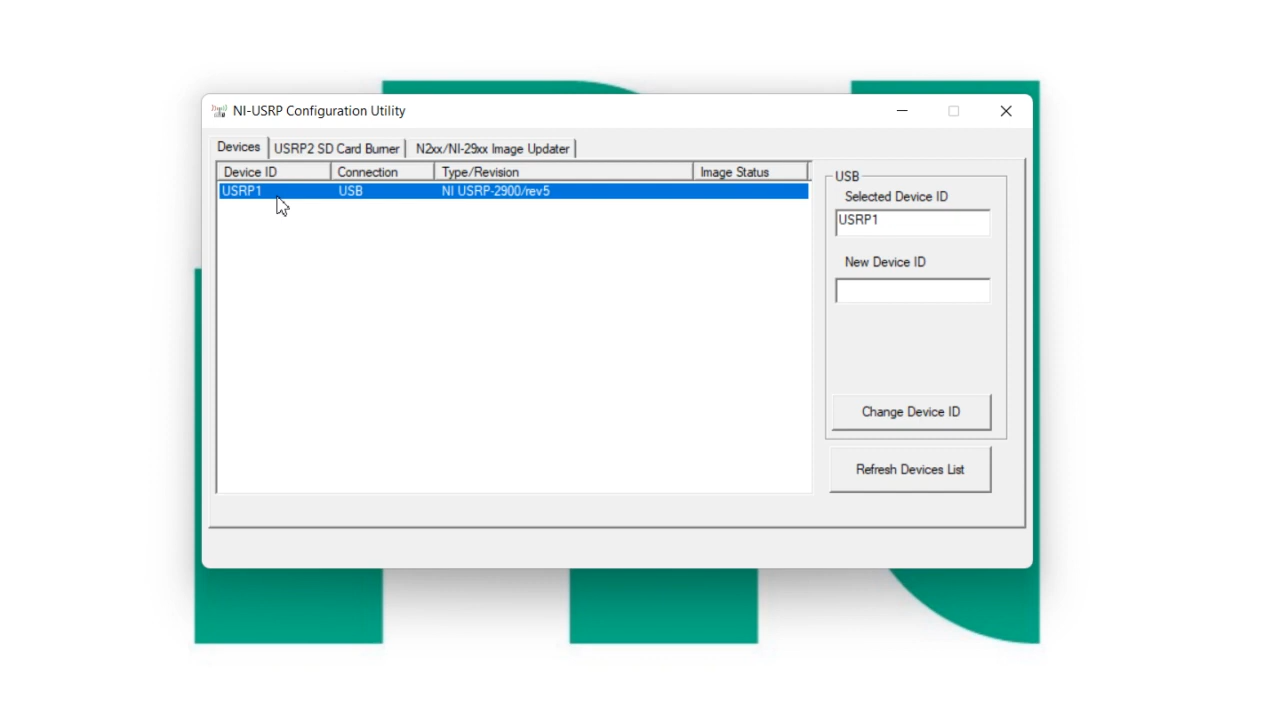 NI-USRP Configuration Utility
Devices USRP2 SD Card Burner N2xx/NI-29xx Image Updater
Device ID Connection Type/Revision Image Status
USRP1 USB NI USRP-2900/rev5
USB
Selected Device ID
USRP1
New Device ID
Change Device ID
Refresh Devices List